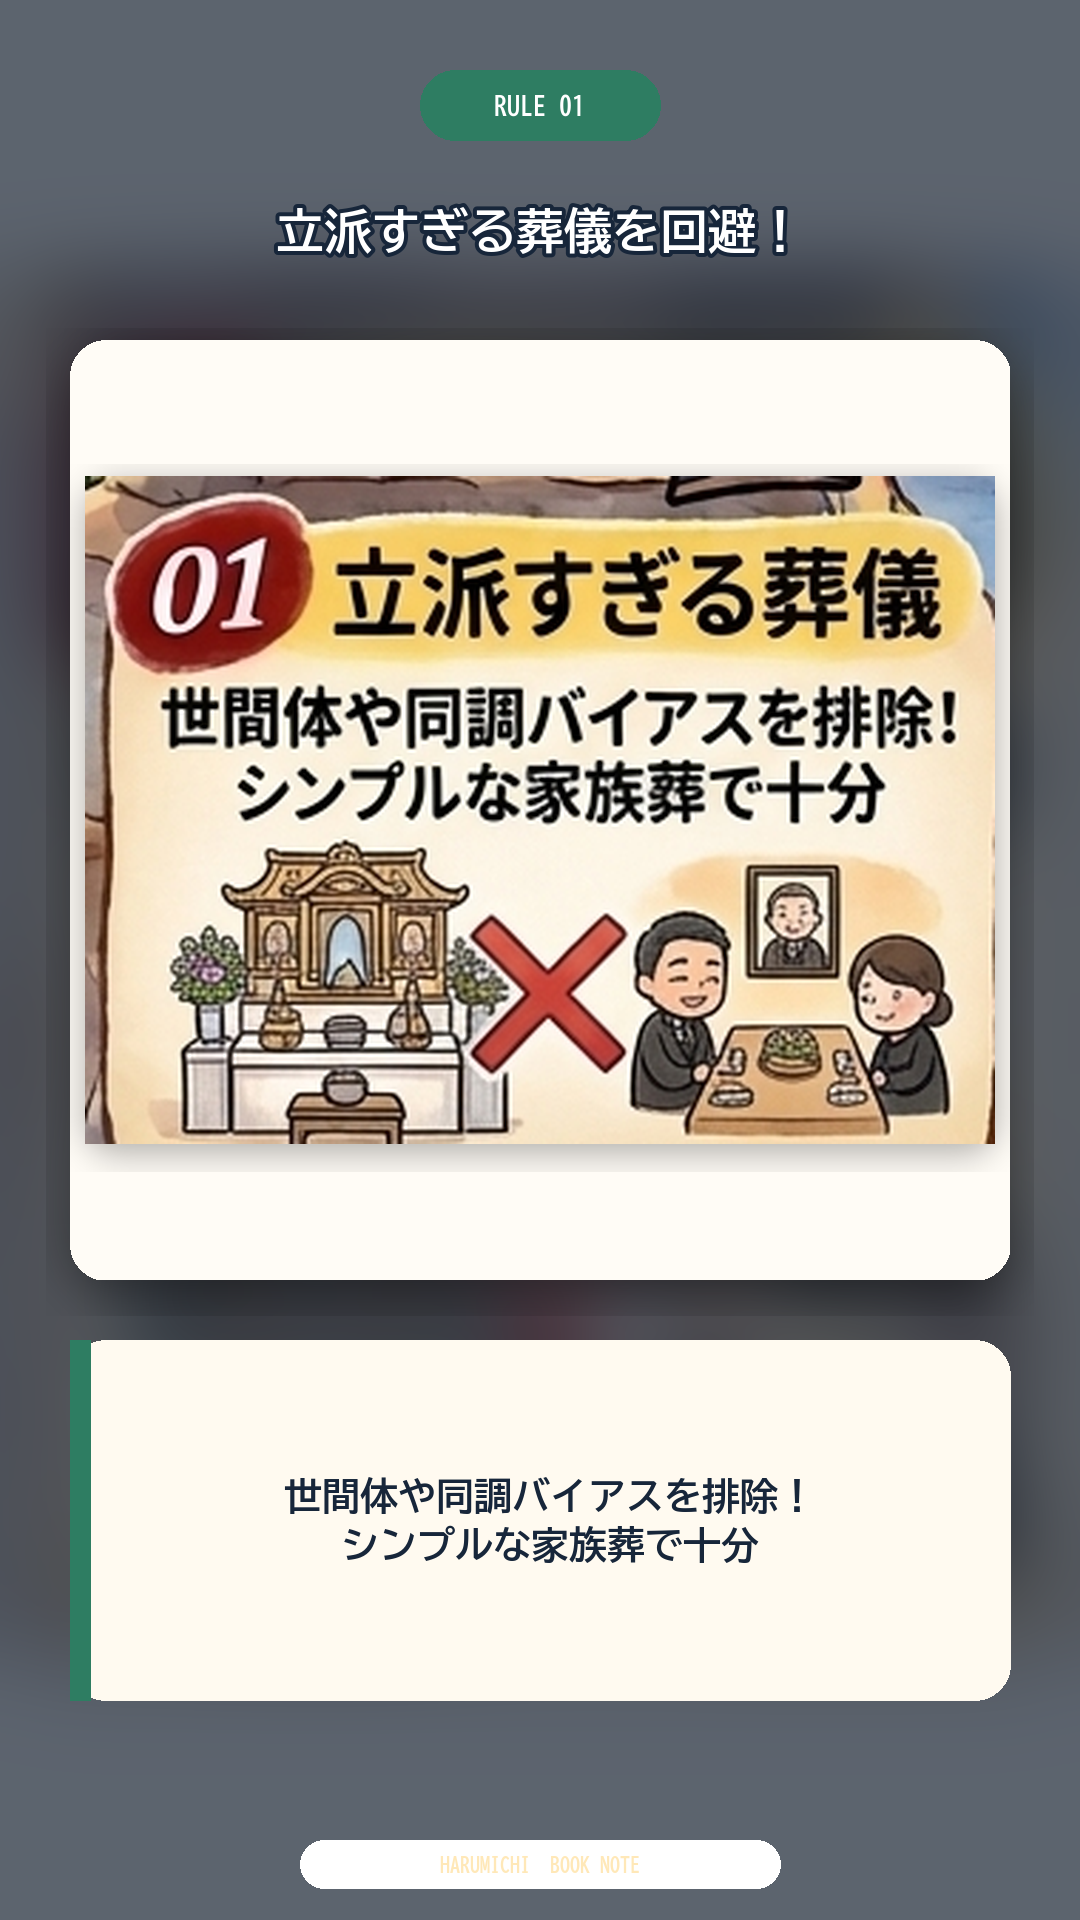 RULE 01
立派すぎる葬儀を回避！
01 立派すぎる葬儀
世間体や同調バイアスを排除！
シンプルな家族葬で十分
世間体や同調バイアスを排除！
シンプルな家族葬で十分
HARUMICHI BOOK NOTE